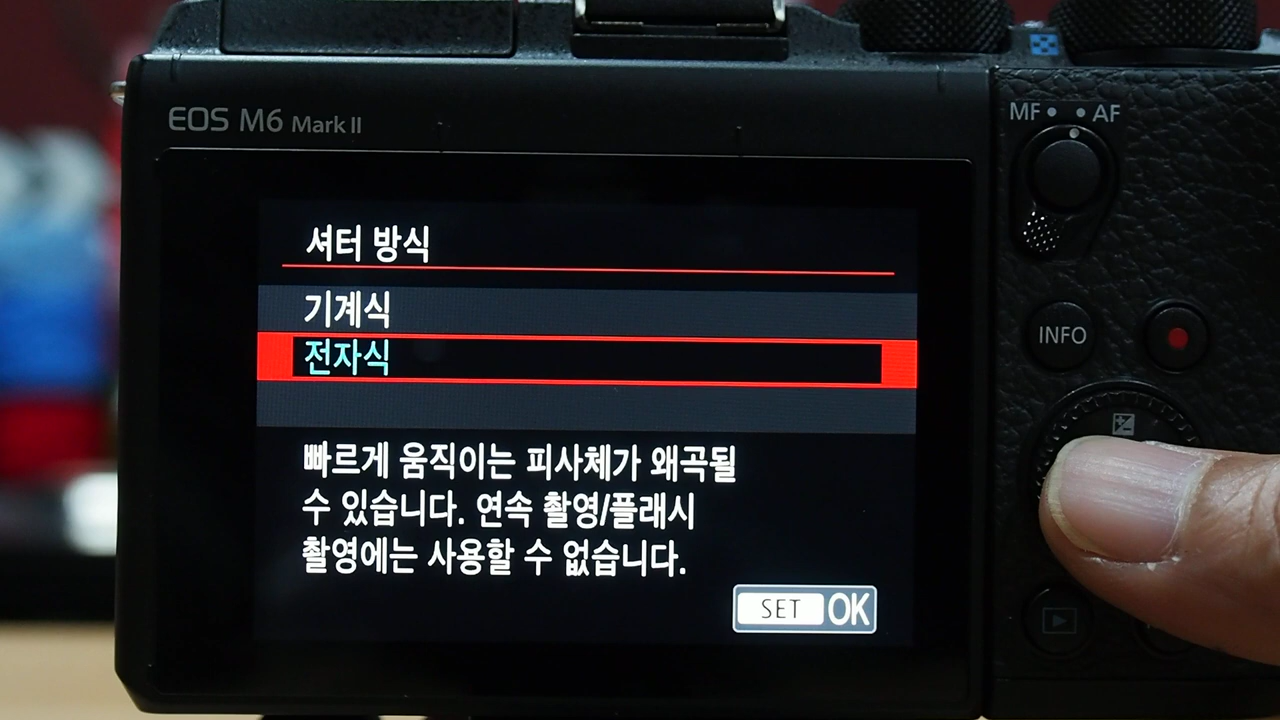 EOS M6 Mark II
MF AF
셔터 방식
기계식
전자식
INFO
빠르게 움직이는 피사체가 왜곡될
수 있습니다. 연속 촬영/플래시
촬영에는 사용할 수 없습니다.
SET OK